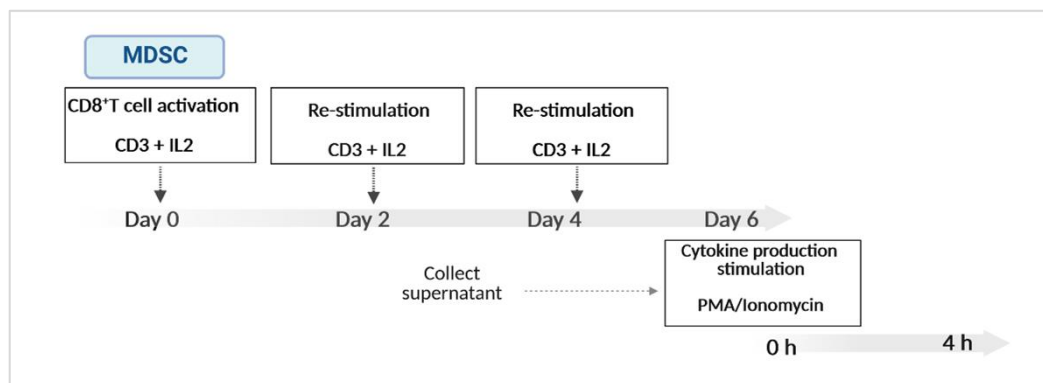 MDSC
CD8⁺T cell activation
CD3 + IL2
Re-stimulation
CD3 + IL2
Re-stimulation
CD3 + IL2
Day 0
Day 2
Day 4
Day 6
Collect
supernatant
Cytokine production
stimulation
PMA/Ionomycin
0 h
4 h